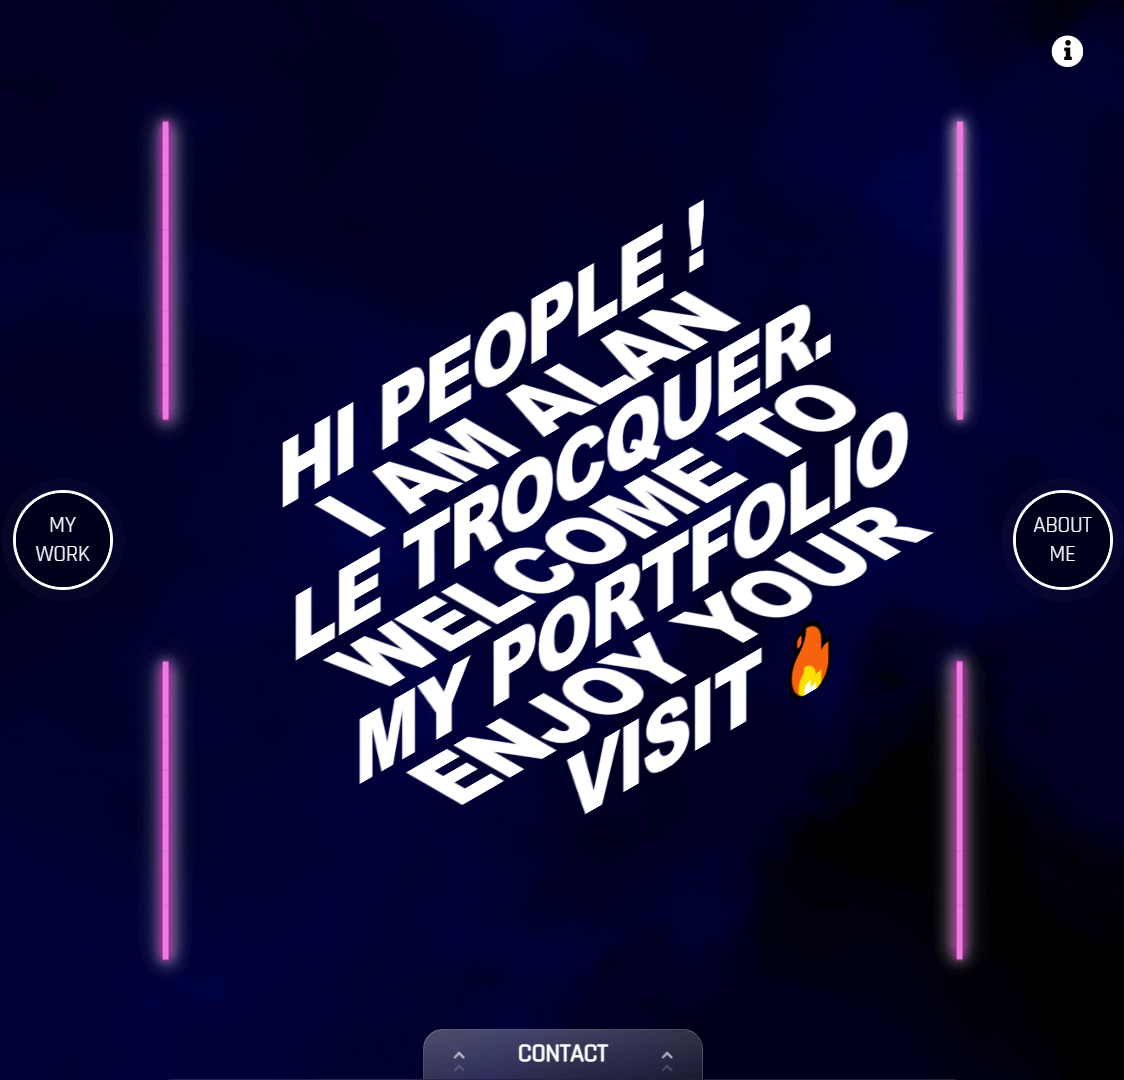 HI PEOPLE !
I AM ALAN
LE TROCQUER.
WELCOME TO
MY PORTFOLIO
ENJOY YOUR
VISIT 🔥
MY
WORK
ABOUT
ME
CONTACT